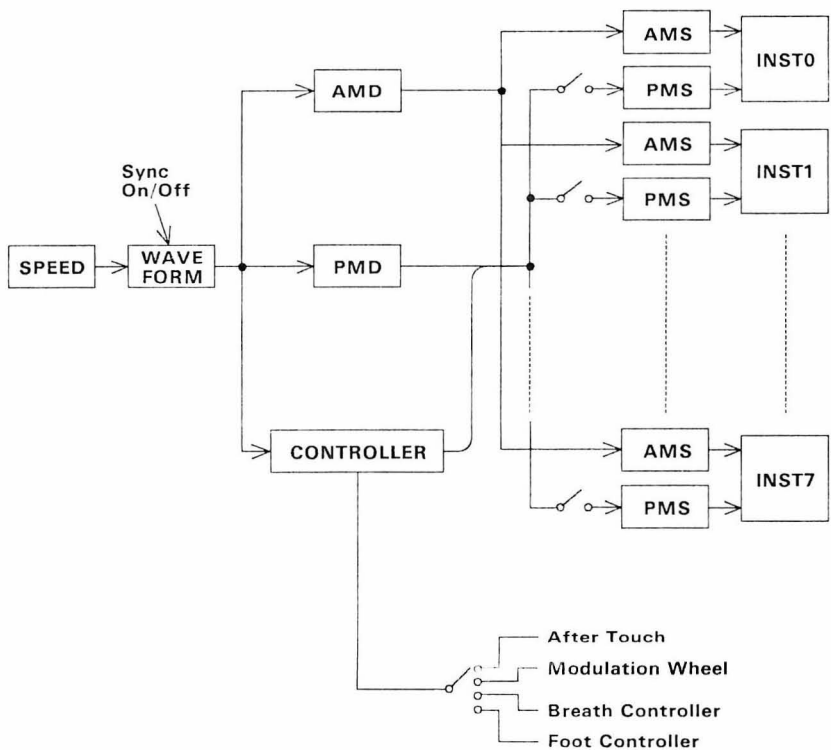 AMS
INST0
PMS
AMD
AMS
INST1
PMS
Sync
On/Off
SPEED
WAVE
FORM
PMD
CONTROLLER
AMS
INST7
PMS
After Touch
Modulation Wheel
Breath Controller
Foot Controller